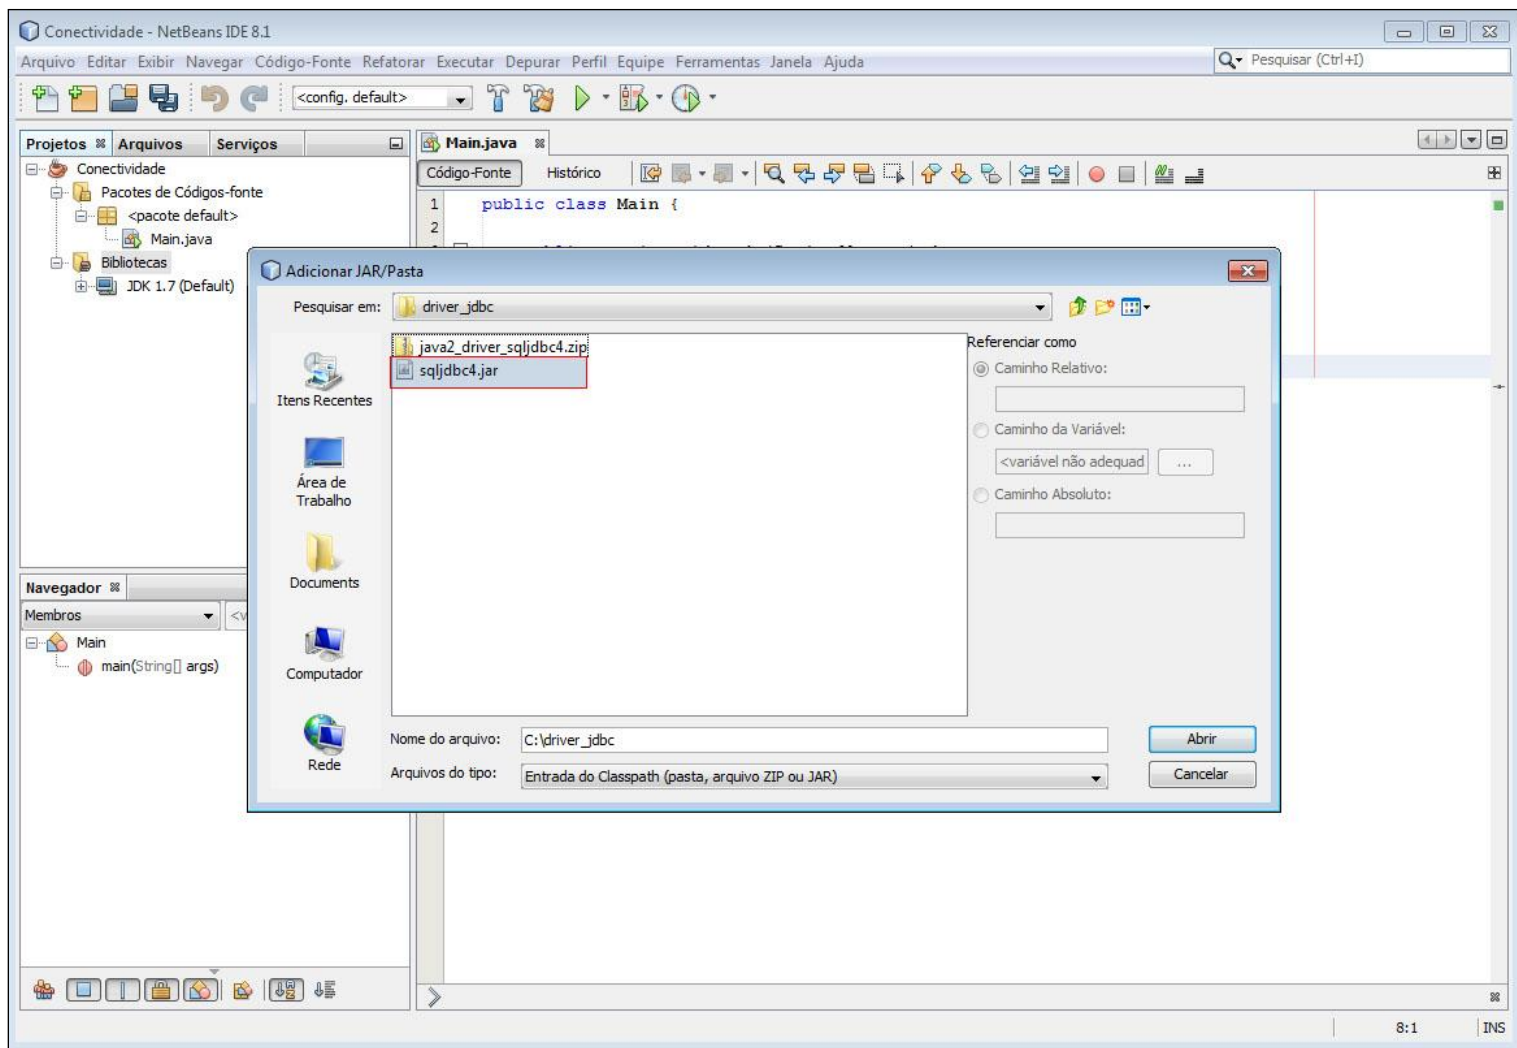 Conectividade - NetBeans IDE 8.1
Arquivo Editar Exibir Navegar Código-Fonte Refatorar Executar Depurar Perfil Equipe Ferramentas Janela Ajuda
Pesquisar (Ctrl+I)
<config. default>
Projetos Arquivos Serviços
Main.java
Conectividade
Pacotes de Códigos-fonte
<pacote default>
Main.java
Bibliotecas
JDK 1.7 (Default)
Código-Fonte Histórico
1 public class Main {
2
Adicionar JAR/Pasta
Pesquisar em: driver_jdbc
java2_driver_sqljdbc4.zip
sqljdbc4.jar
Itens Recentes
Área de
Trabalho
Documents
Computador
Rede
Referenciar como
Caminho Relativo:
Caminho da Variável:
<variável não adequad ...
Caminho Absoluto:
Nome do arquivo: C:\driver_jdbc
Abrir
Arquivos do tipo: Entrada do Classpath (pasta, arquivo ZIP ou JAR)
Cancelar
Navegador
Membros <v
Main
main(String[] args)
8:1 INS